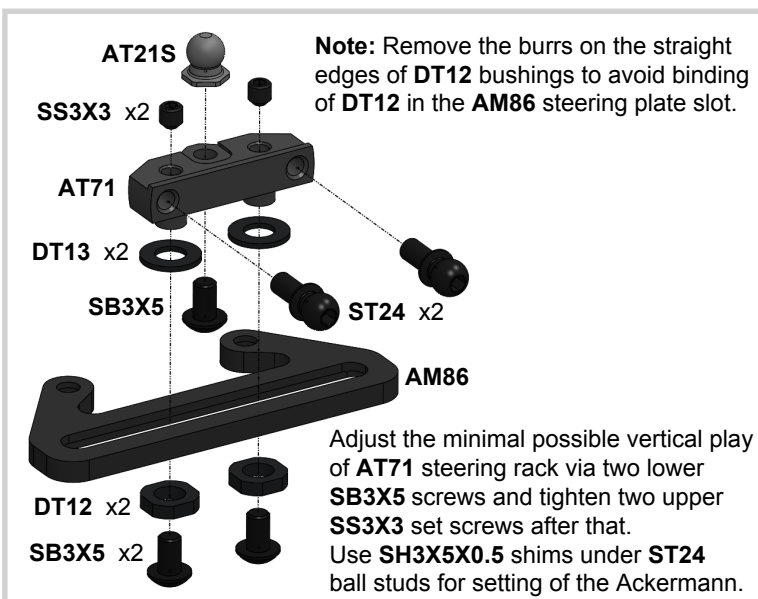 AT21S
Note: Remove the burrs on the straight
edges of DT12 bushings to avoid binding
of DT12 in the AM86 steering plate slot.
SS3X3 x2
AT71
DT13 x2
SB3X5
ST24 x2
AM86
DT12 x2
SB3X5 x2
Adjust the minimal possible vertical play
of AT71 steering rack via two lower
SB3X5 screws and tighten two upper
SS3X3 set screws after that.
Use SH3X5X0.5 shims under ST24
ball studs for setting of the Ackermann.